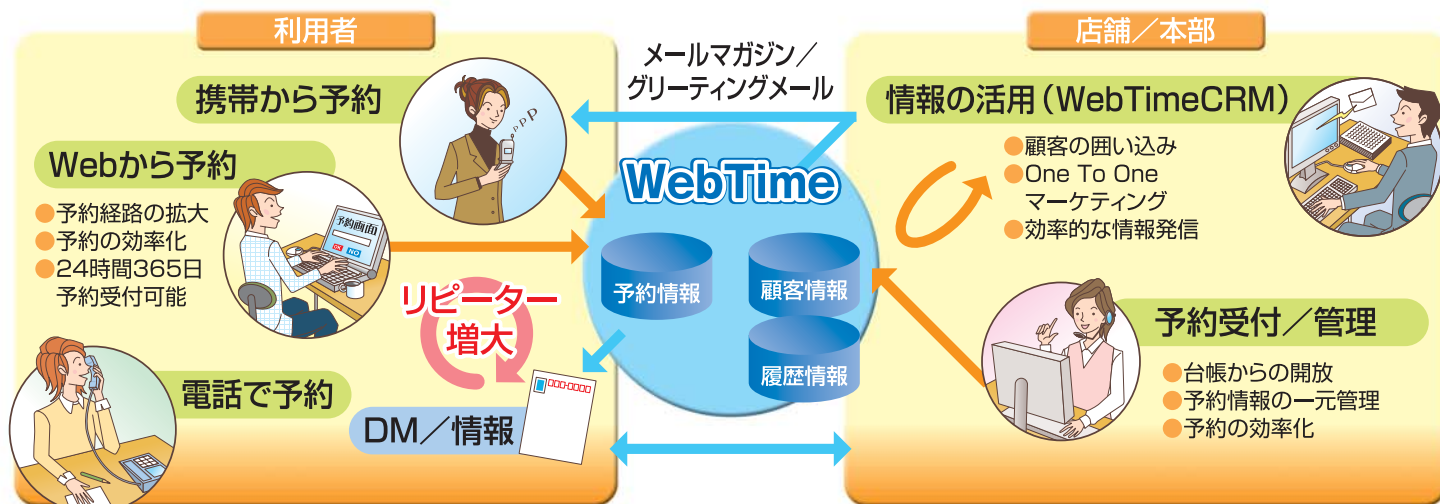 利用者
携帯から予約
Webから予約
●予約経路の拡大
●予約の効率化
●24時間365日
予約受付可能
予約画面
OK NO
PPP
電話で予約
リピーター
増大
DM／情報
メールマガジン／
グリーティングメール
WebTime
予約情報
顧客情報
履歴情報
店舗／本部
情報の活用（WebTimeCRM）
●顧客の囲い込み
●One To One
マーケティング
●効率的な情報発信
予約受付／管理
●台帳からの開放
●予約情報の一元管理
●予約の効率化